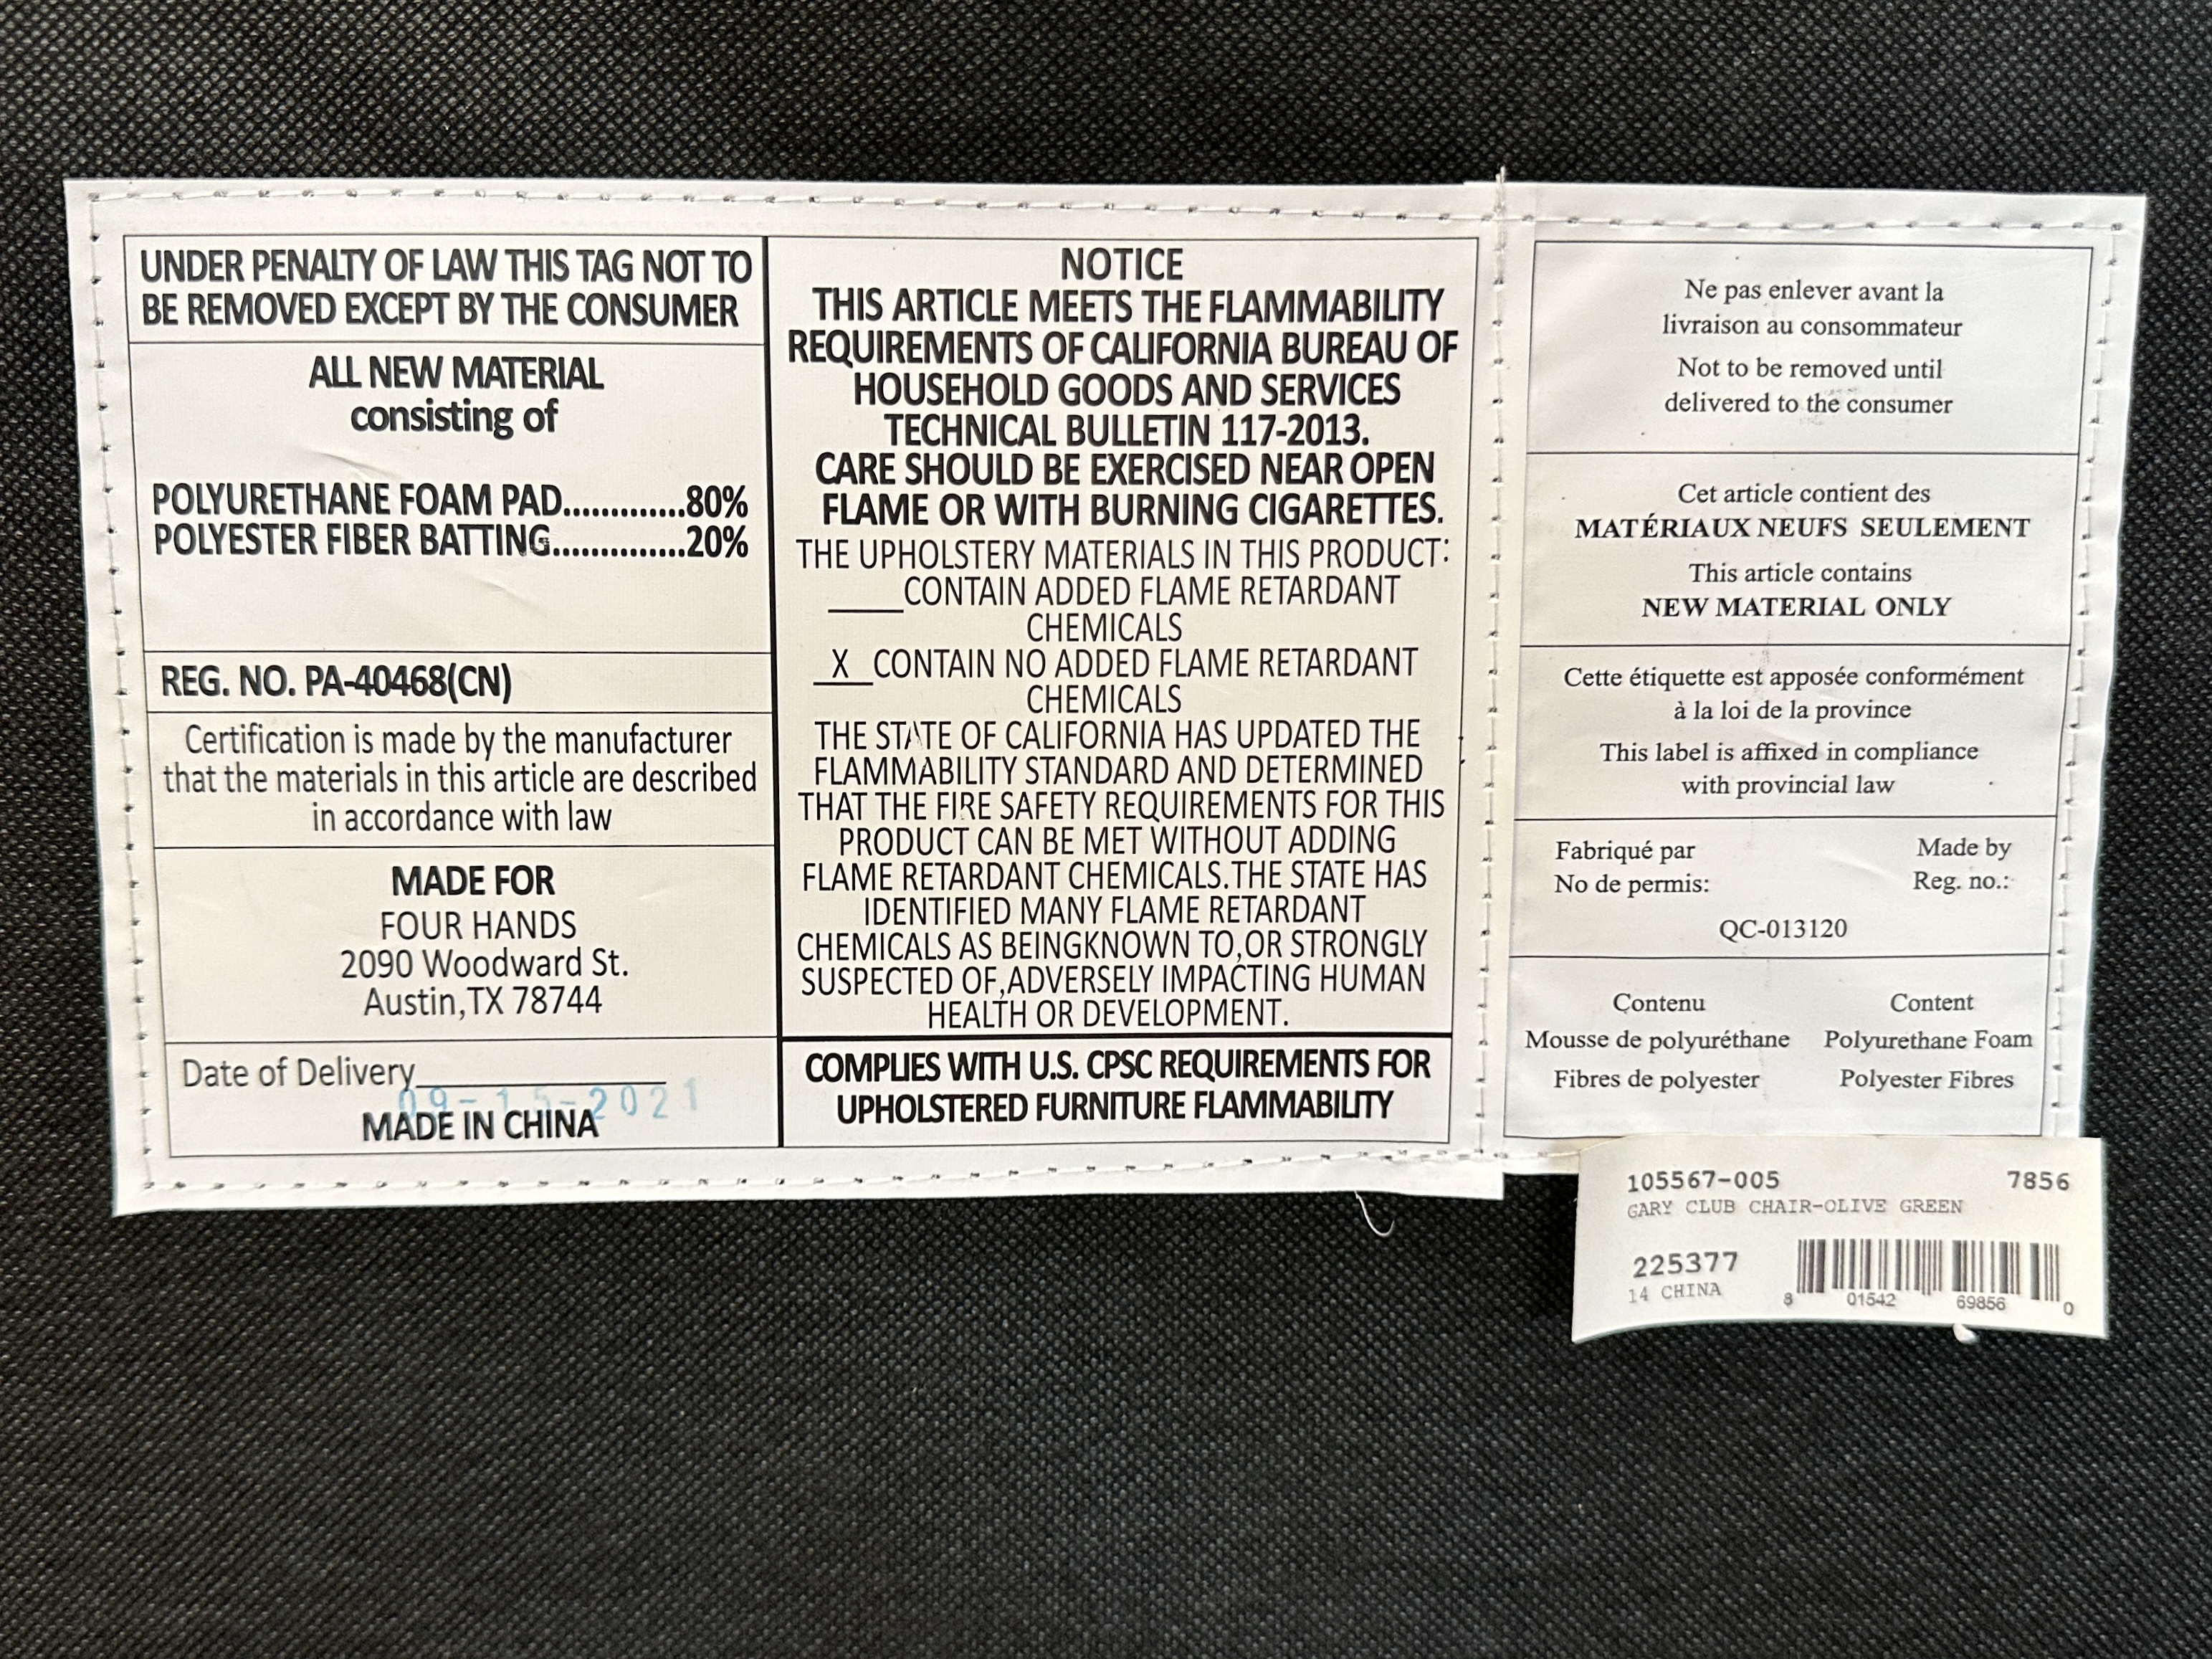 UNDER PENALTY OF LAW THIS TAG NOT TO
BE REMOVED EXCEPT BY THE CONSUMER
ALL NEW MATERIAL
consisting of
POLYURETHANE FOAM PAD.............80%
POLYESTER FIBER BATTING..............20%
REG. NO. PA-40468(CN)
Certification is made by the manufacturer
that the materials in this article are described
in accordance with law
MADE FOR
FOUR HANDS
2090 Woodward St.
Austin,TX 78744
Date of Delivery_______________
09-15-2021
MADE IN CHINA
NOTICE
THIS ARTICLE MEETS THE FLAMMABILITY
REQUIREMENTS OF CALIFORNIA BUREAU OF
HOUSEHOLD GOODS AND SERVICES
TECHNICAL BULLETIN 117-2013.
CARE SHOULD BE EXERCISED NEAR OPEN
FLAME OR WITH BURNING CIGARETTES.
THE UPHOLSTERY MATERIALS IN THIS PRODUCT:
____CONTAIN ADDED FLAME RETARDANT
CHEMICALS
_X_CONTAIN NO ADDED FLAME RETARDANT
CHEMICALS
THE STATE OF CALIFORNIA HAS UPDATED THE
FLAMMABILITY STANDARD AND DETERMINED
THAT THE FIRE SAFETY REQUIREMENTS FOR THIS
PRODUCT CAN BE MET WITHOUT ADDING
FLAME RETARDANT CHEMICALS.THE STATE HAS
IDENTIFIED MANY FLAME RETARDANT
CHEMICALS AS BEINGKNOWN TO,OR STRONGLY
SUSPECTED OF,ADVERSELY IMPACTING HUMAN
HEALTH OR DEVELOPMENT.
COMPLIES WITH U.S. CPSC REQUIREMENTS FOR
UPHOLSTERED FURNITURE FLAMMABILITY
Ne pas enlever avant la
livraison au consommateur
Not to be removed until
delivered to the consumer
Cet article contient des
MATÉRIAUX NEUFS SEULEMENT
This article contains
NEW MATERIAL ONLY
Cette étiquette est apposée conformément
à la loi de la province
This label is affixed in compliance
with provincial law
Fabriqué par Made by
No de permis: Reg. no.:
QC-013120
Contenu Content
Mousse de polyuréthane Polyurethane Foam
Fibres de polyester Polyester Fibres
105567-005 7856
GARY CLUB CHAIR-OLIVE GREEN
225377
14 CHINA
8 01542 69856 0